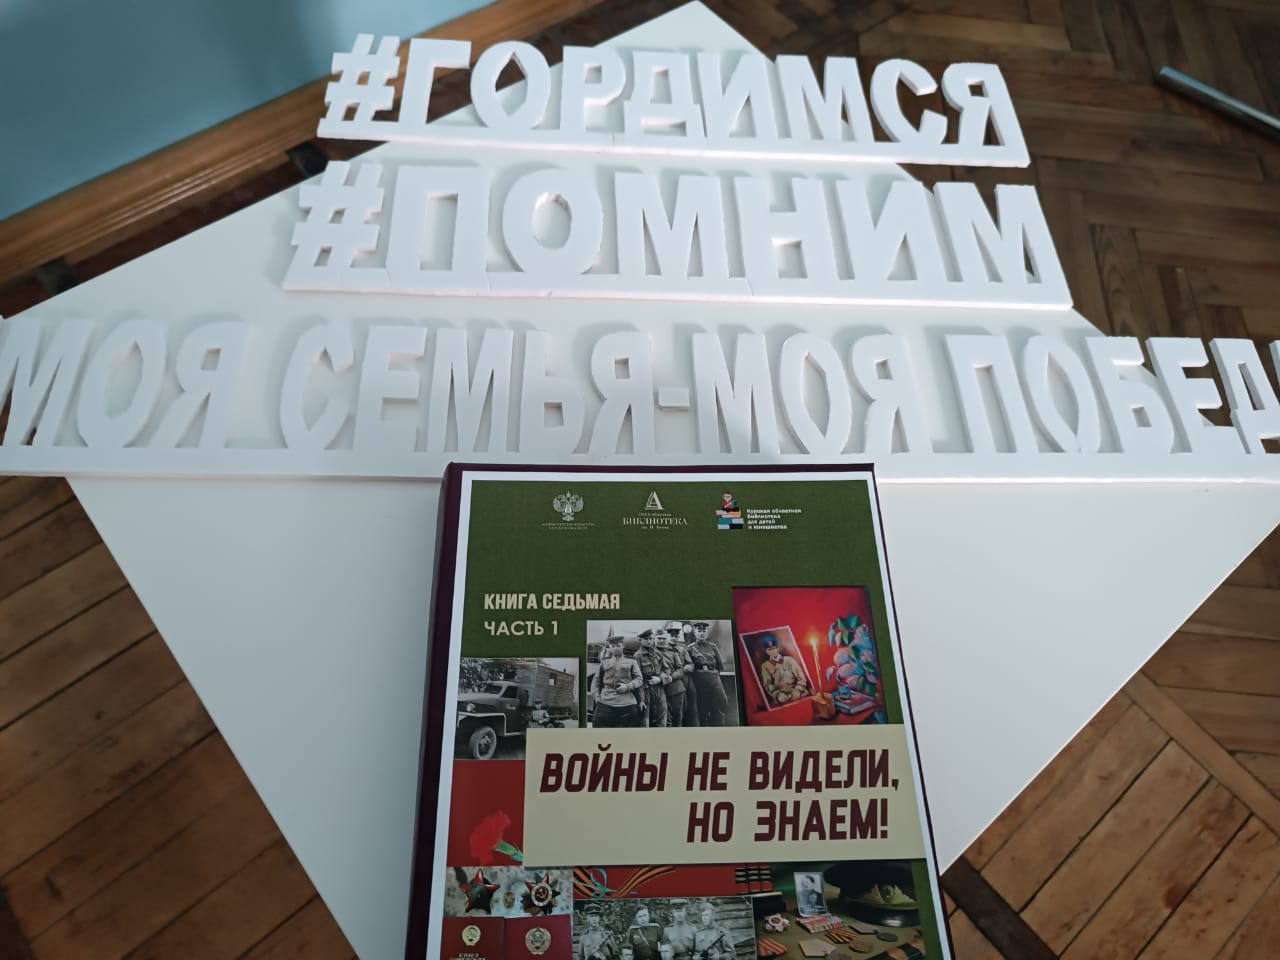 #ГОРДИМСЯ
#ПОМНИМ
МОЯ СЕМЬЯ-МОЯ ПОБЕД
БИБЛИОТЕКА
Курская областная
библиотека
для детей
и юношества
КНИГА СЕДЬМАЯ
ЧАСТЬ 1
ВОЙНЫ НЕ ВИДЕЛИ,
НО ЗНАЕМ!